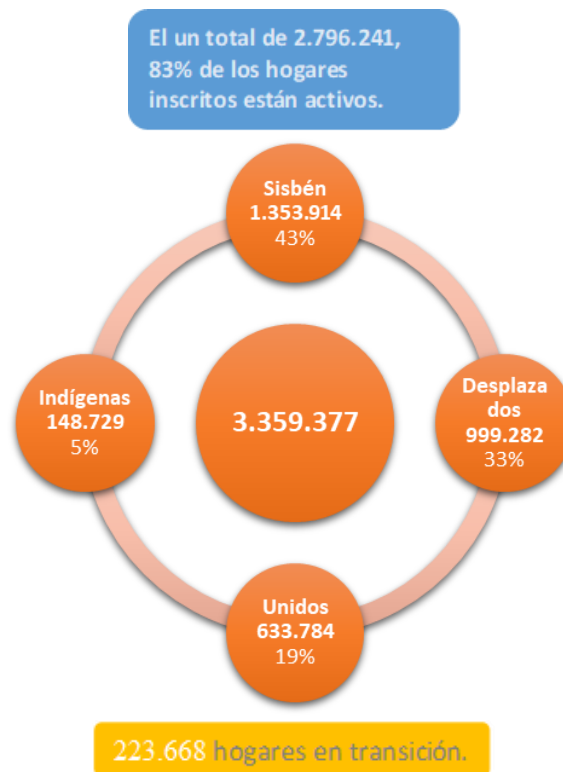 El un total de 2.796.241,
83% de los hogares
inscritos están activos.
Sisbén
1.353.914
43%
Indígenas
148.729
5%
3.359.377
Desplaza
dos
999.282
33%
Unidos
633.784
19%
223.668 hogares en transición.